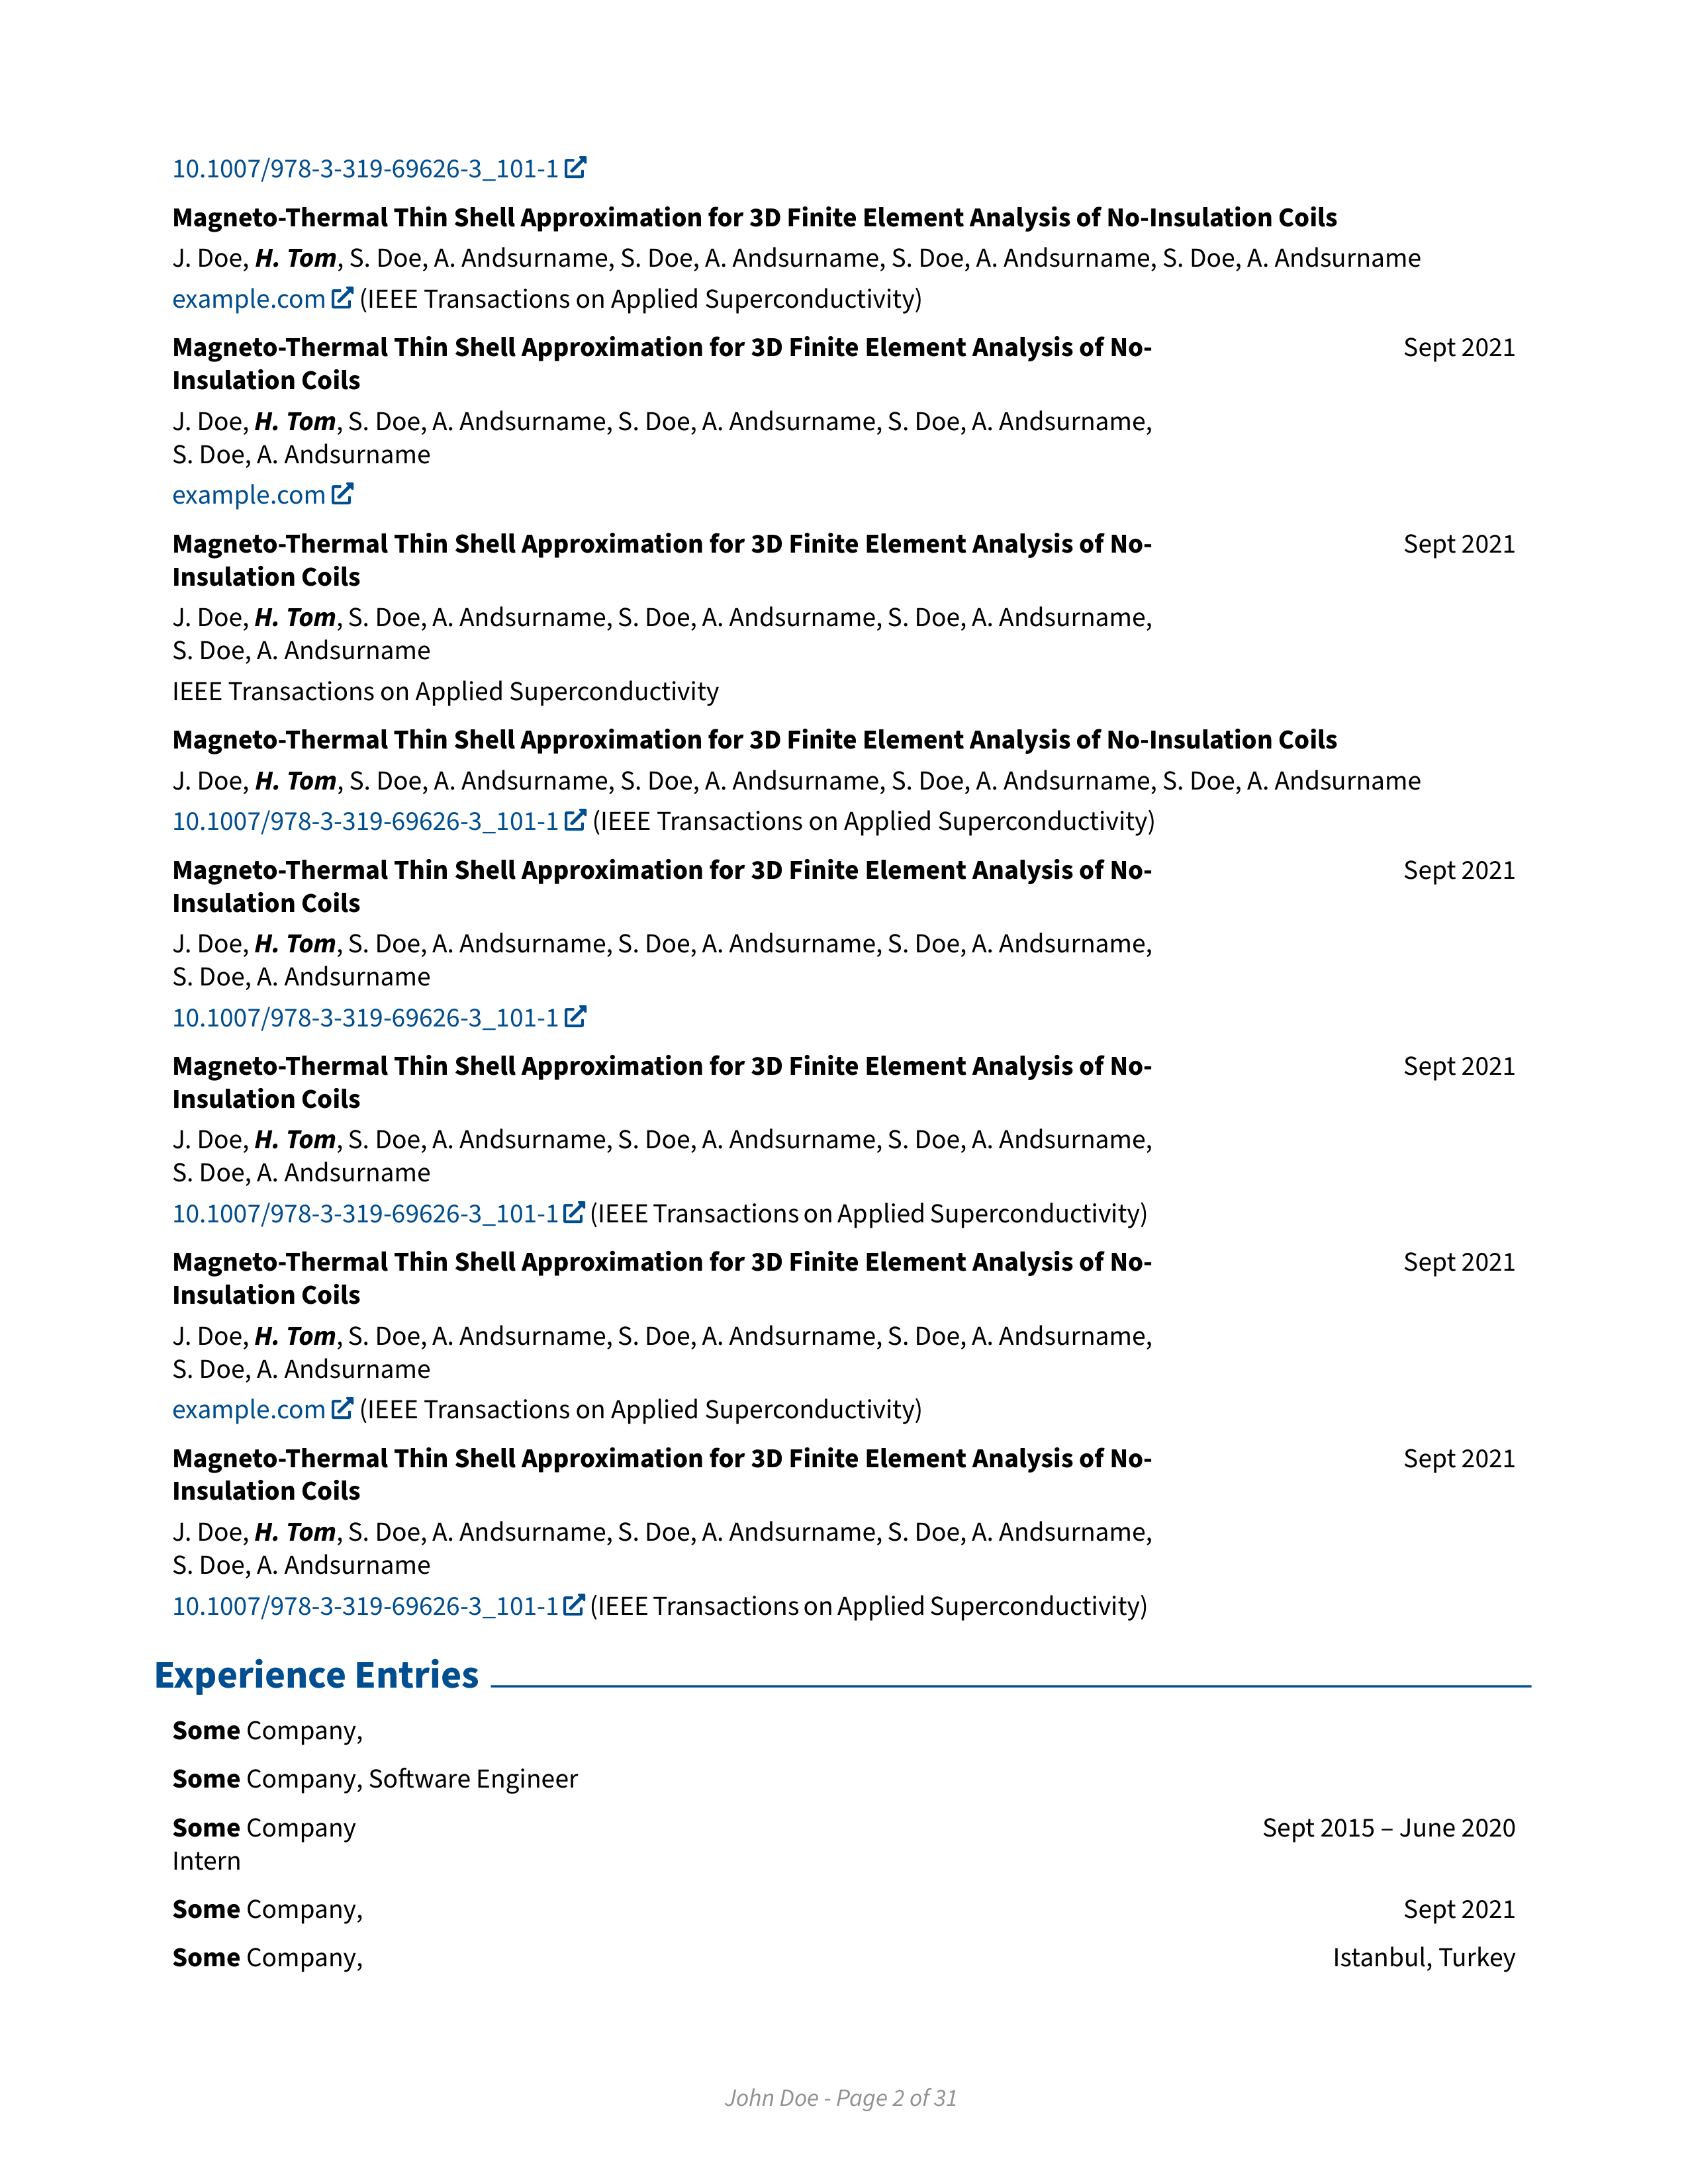 10.1007/978-3-319-69626-3_101-1
Magneto-Thermal Thin Shell Approximation for 3D Finite Element Analysis of No-Insulation Coils
J. Doe, H. Tom, S. Doe, A. Andsurname, S. Doe, A. Andsurname, S. Doe, A. Andsurname, S. Doe, A. Andsurname
example.com (IEEE Transactions on Applied Superconductivity)
Magneto-Thermal Thin Shell Approximation for 3D Finite Element Analysis of No- Sept 2021
Insulation Coils
J. Doe, H. Tom, S. Doe, A. Andsurname, S. Doe, A. Andsurname, S. Doe, A. Andsurname,
S. Doe, A. Andsurname
example.com
Magneto-Thermal Thin Shell Approximation for 3D Finite Element Analysis of No- Sept 2021
Insulation Coils
J. Doe, H. Tom, S. Doe, A. Andsurname, S. Doe, A. Andsurname, S. Doe, A. Andsurname,
S. Doe, A. Andsurname
IEEE Transactions on Applied Superconductivity
Magneto-Thermal Thin Shell Approximation for 3D Finite Element Analysis of No-Insulation Coils
J. Doe, H. Tom, S. Doe, A. Andsurname, S. Doe, A. Andsurname, S. Doe, A. Andsurname, S. Doe, A. Andsurname
10.1007/978-3-319-69626-3_101-1 (IEEE Transactions on Applied Superconductivity)
Magneto-Thermal Thin Shell Approximation for 3D Finite Element Analysis of No- Sept 2021
Insulation Coils
J. Doe, H. Tom, S. Doe, A. Andsurname, S. Doe, A. Andsurname, S. Doe, A. Andsurname,
S. Doe, A. Andsurname
10.1007/978-3-319-69626-3_101-1
Magneto-Thermal Thin Shell Approximation for 3D Finite Element Analysis of No- Sept 2021
Insulation Coils
J. Doe, H. Tom, S. Doe, A. Andsurname, S. Doe, A. Andsurname, S. Doe, A. Andsurname,
S. Doe, A. Andsurname
10.1007/978-3-319-69626-3_101-1 (IEEE Transactions on Applied Superconductivity)
Magneto-Thermal Thin Shell Approximation for 3D Finite Element Analysis of No- Sept 2021
Insulation Coils
J. Doe, H. Tom, S. Doe, A. Andsurname, S. Doe, A. Andsurname, S. Doe, A. Andsurname,
S. Doe, A. Andsurname
example.com (IEEE Transactions on Applied Superconductivity)
Magneto-Thermal Thin Shell Approximation for 3D Finite Element Analysis of No- Sept 2021
Insulation Coils
J. Doe, H. Tom, S. Doe, A. Andsurname, S. Doe, A. Andsurname, S. Doe, A. Andsurname,
S. Doe, A. Andsurname
10.1007/978-3-319-69626-3_101-1 (IEEE Transactions on Applied Superconductivity)
Experience Entries
Some Company,
Some Company, Software Engineer
Some Company Sept 2015 – June 2020
Intern
Some Company, Sept 2021
Some Company, Istanbul, Turkey
John Doe - Page 2 of 31